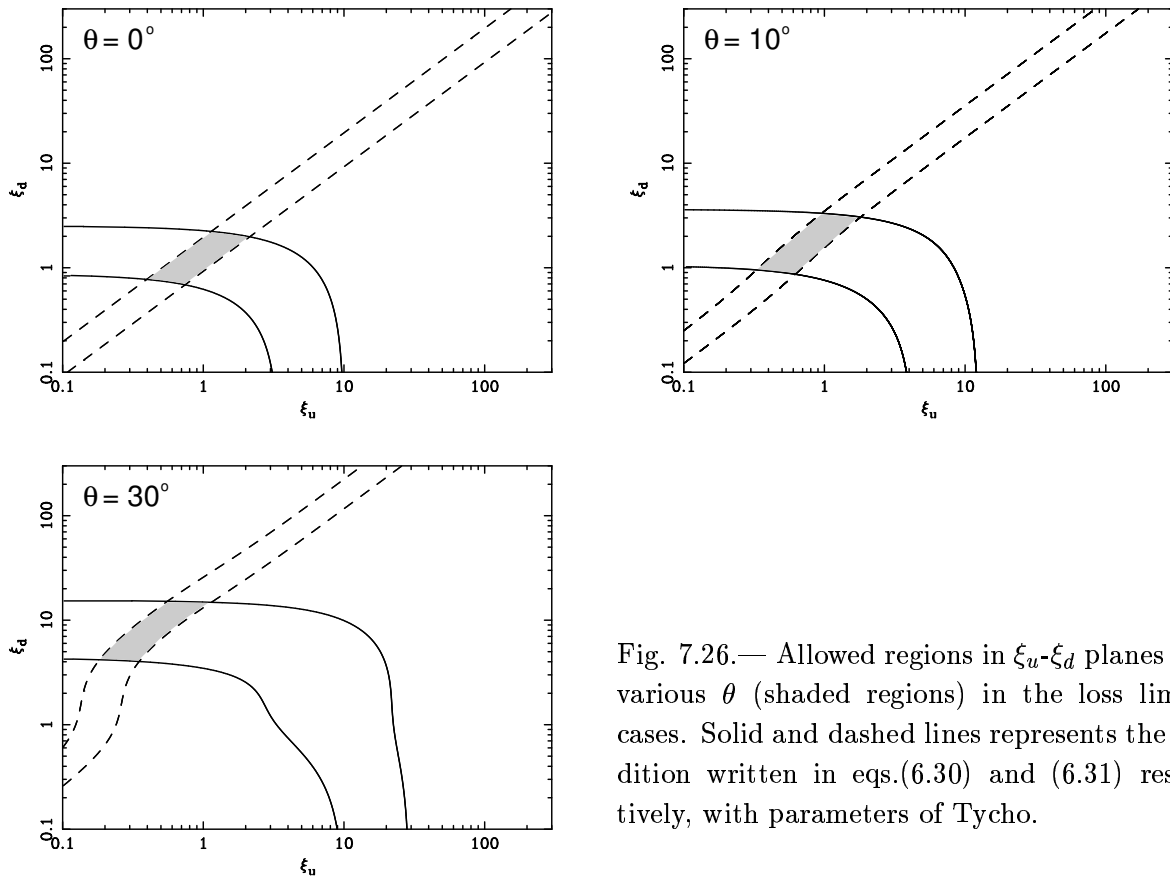 θ = 0°
100
10
1
0.1
ξd
0.1
1
10
100
ξu
θ = 10°
100
10
1
0.1
ξd
0.1
1
10
100
ξu
θ = 30°
100
10
1
0.1
ξd
0.1
1
10
100
ξu
Fig. 7.26.— Allowed regions in ξu-ξd planes
various θ (shaded regions) in the loss lim
cases. Solid and dashed lines represents the
dition written in eqs.(6.30) and (6.31) res
tively, with parameters of Tycho.